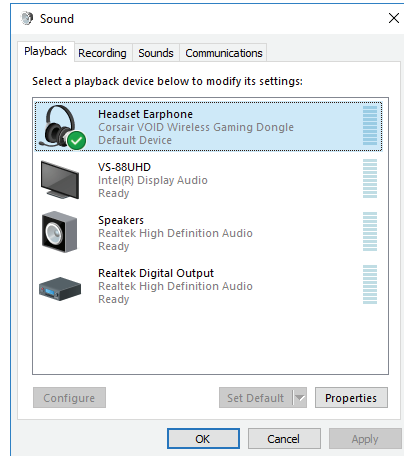 Sound
Playback Recording Sounds Communications
Select a playback device below to modify its settings:
Headset Earphone
Corsair VOID Wireless Gaming Dongle
Default Device
VS-88UHD
Intel(R) Display Audio
Ready
Speakers
Realtek High Definition Audio
Ready
Realtek Digital Output
Realtek High Definition Audio
Ready
Configure Set Default Properties
OK Cancel Apply